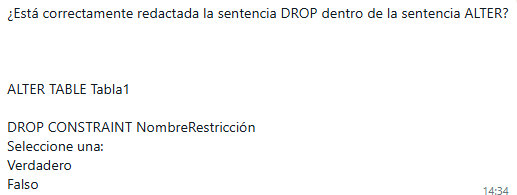 ¿Está correctamente redactada la sentencia DROP dentro de la sentencia ALTER?
ALTER TABLE Tabla1
DROP CONSTRAINT NombreRestricción
Seleccione una:
Verdadero
Falso
14:34